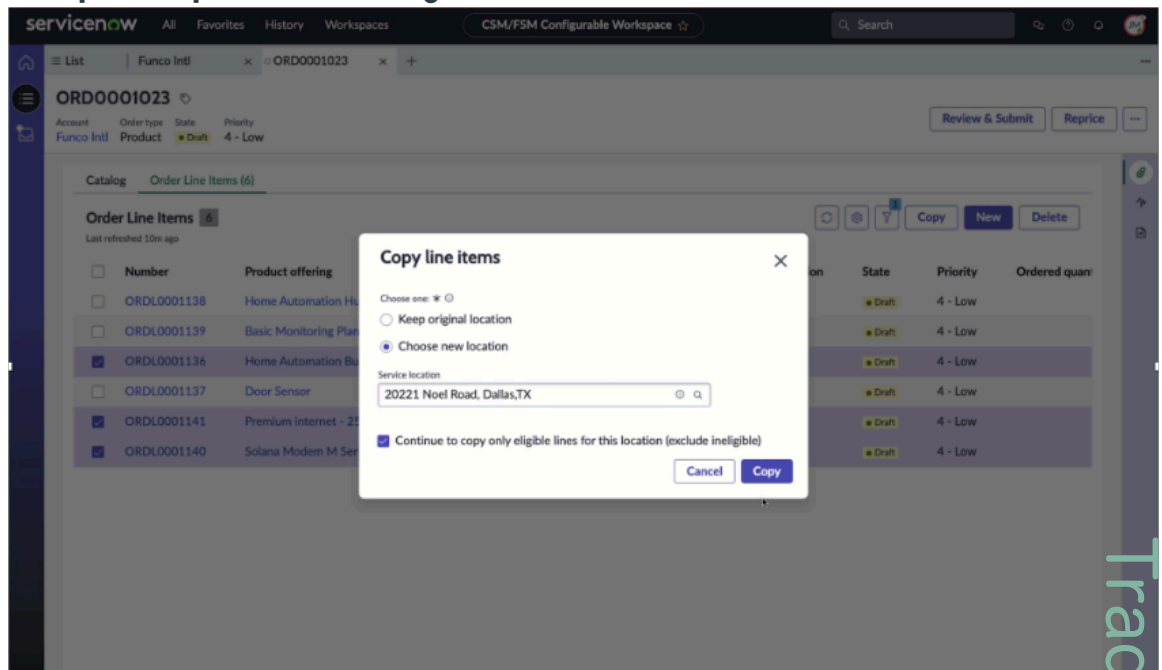 servicenow All Favorites History Workspaces CSM/FSM Configurable Workspace Search
List Funco Intl × ORD0001023 × +
ORD0001023
Account Order type State Priority
Funco Intl Product Draft 4 - Low
Review & Submit Reprice
Catalog Order Line Items (6)
Order Line Items 6
Last refreshed 10m ago
1
Copy New Delete
Number Product offering on State Priority Ordered quant
ORDL0001138 Home Automation Hu Draft 4 - Low
ORDL0001139 Basic Monitoring Plan Draft 4 - Low
ORDL0001136 Home Automation Bu Draft 4 - Low
ORDL0001137 Door Sensor Draft 4 - Low
ORDL0001141 Premium internet - 25 Draft 4 - Low
ORDL0001140 Solana Modem M Ser Draft 4 - Low
Copy line items
Choose one: *
Keep original location
Choose new location
Service location
20221 Noel Road, Dallas,TX
Continue to copy only eligible lines for this location (exclude ineligible)
Cancel Copy
Trac